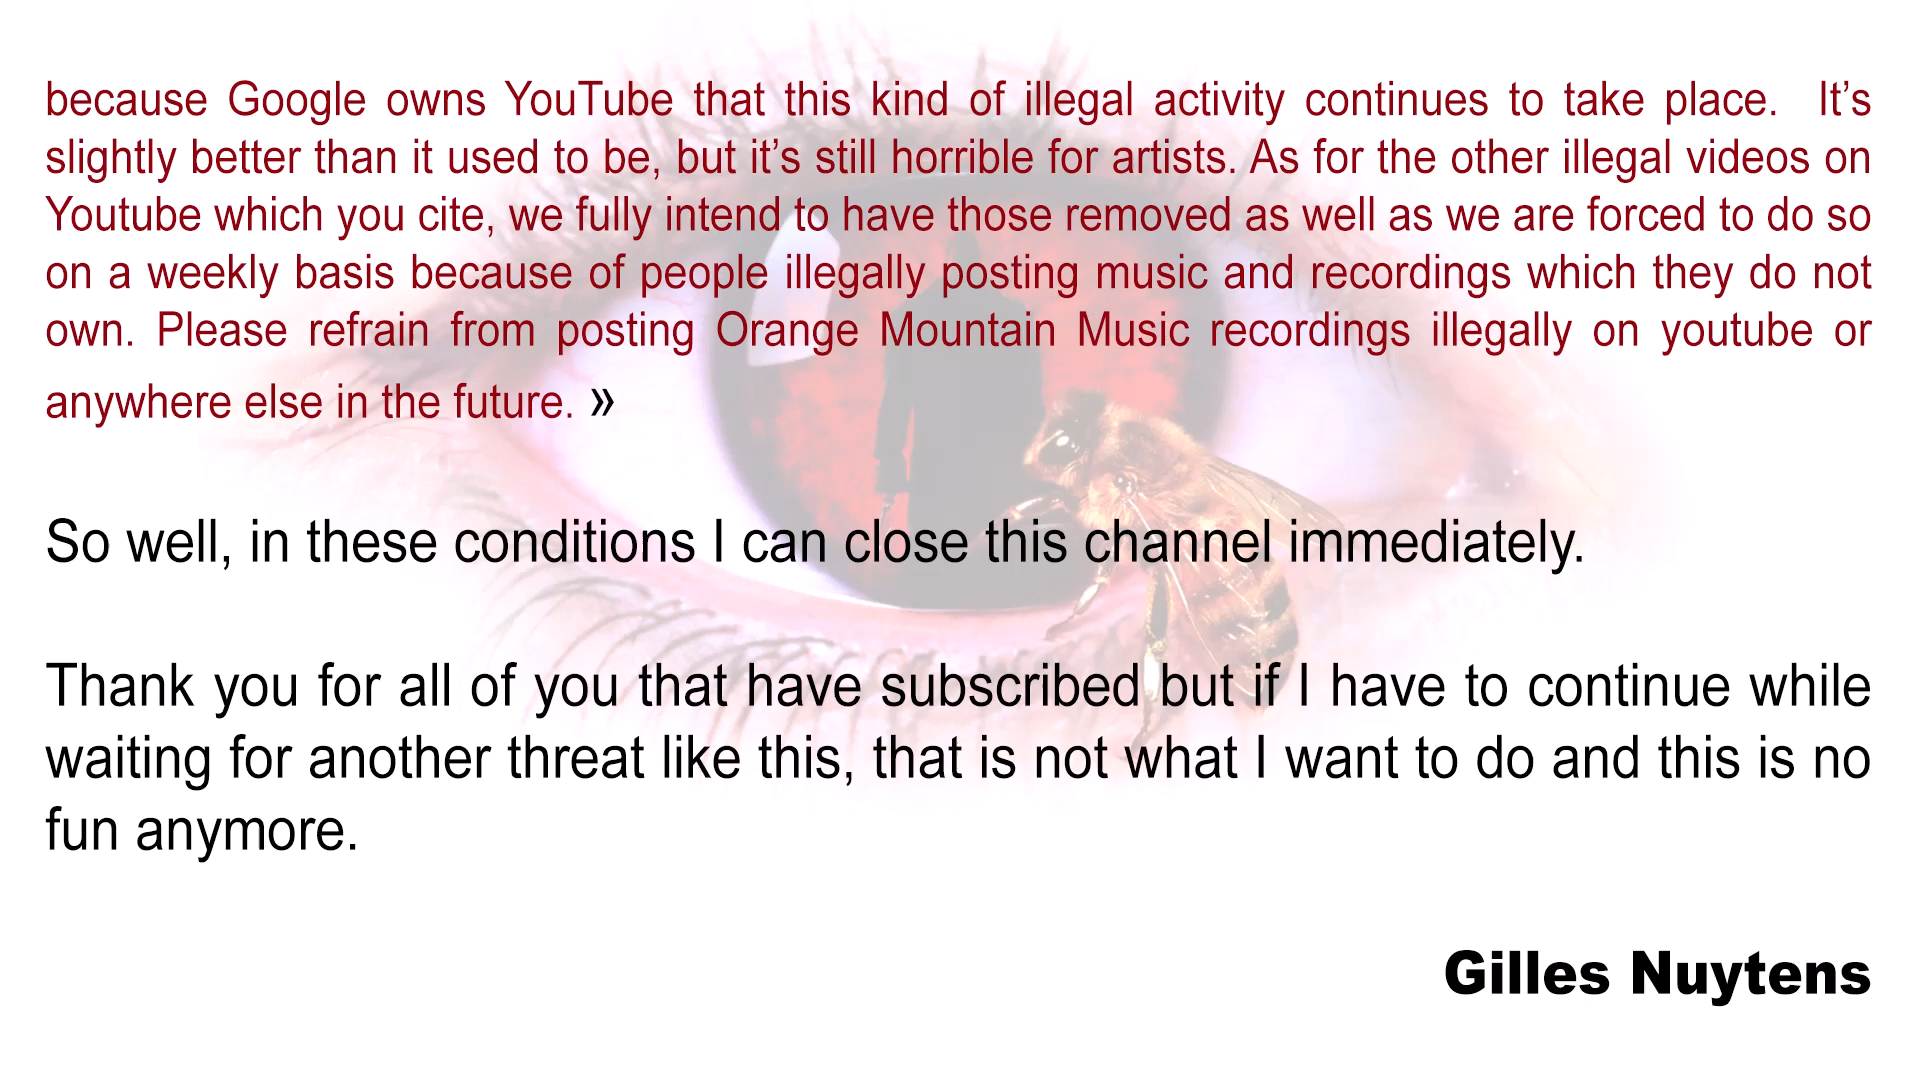 because Google owns YouTube that this kind of illegal activity continues to take place.  It’s
slightly better than it used to be, but it’s still horrible for artists. As for the other illegal videos on
Youtube which you cite, we fully intend to have those removed as well as we are forced to do so
on a weekly basis because of people illegally posting music and recordings which they do not
own. Please refrain from posting Orange Mountain Music recordings illegally on youtube or
anywhere else in the future. »
So well, in these conditions I can close this channel immediately.
Thank you for all of you that have subscribed but if I have to continue while
waiting for another threat like this, that is not what I want to do and this is no
fun anymore.
Gilles Nuytens